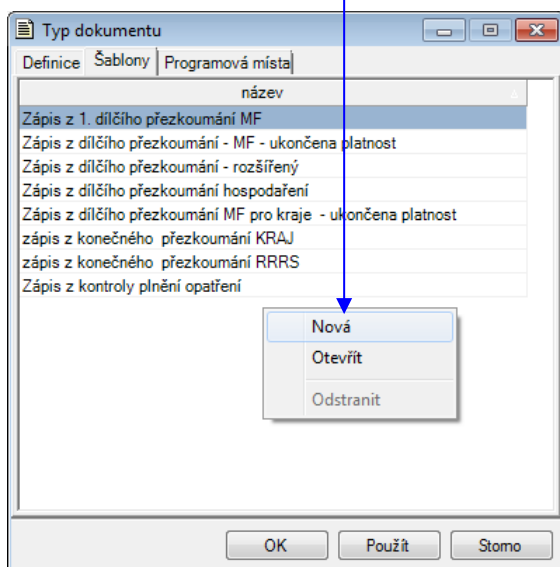 Typ dokumentu
Definice Šablony Programová místa
název
Zápis z 1. dílčího přezkoumání MF
Zápis z dílčího přezkoumání - MF - ukončena platnost
Zápis z dílčího přezkoumání - rozšířený
Zápis z dílčího přezkoumání hospodaření
Zápis z dílčího přezkoumání MF pro kraje - ukončena platnost
zápis z konečného přezkoumání KRAJ
zápis z konečného přezkoumání RRRS
Zápis z kontroly plnění opatření
Nová
Otevřít
Odstranit
OK Použít Storno